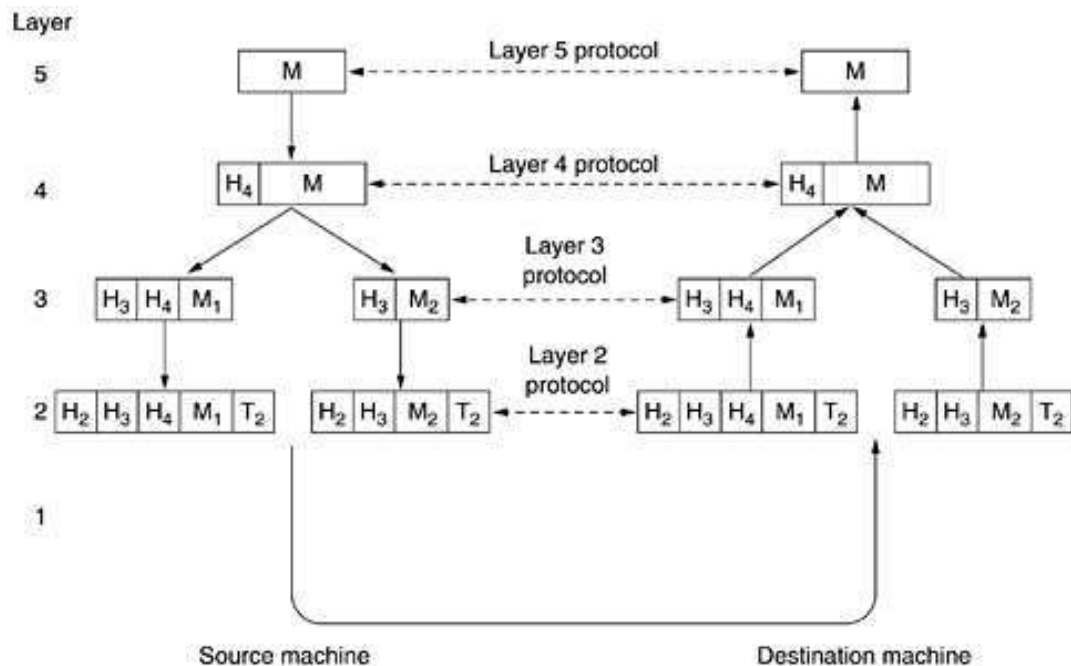 Layer
5 M Layer 5 protocol M
4 H₄ M Layer 4 protocol H₄ M
Layer 3
protocol
3 H₃ H₄ M₁ H₃ M₂ H₃ H₄ M₁ H₃ M₂
Layer 2
protocol
2 H₂ H₃ H₄ M₁ T₂ H₂ H₃ M₂ T₂ H₂ H₃ H₄ M₁ T₂ H₂ H₃ M₂ T₂
1
Source machine Destination machine